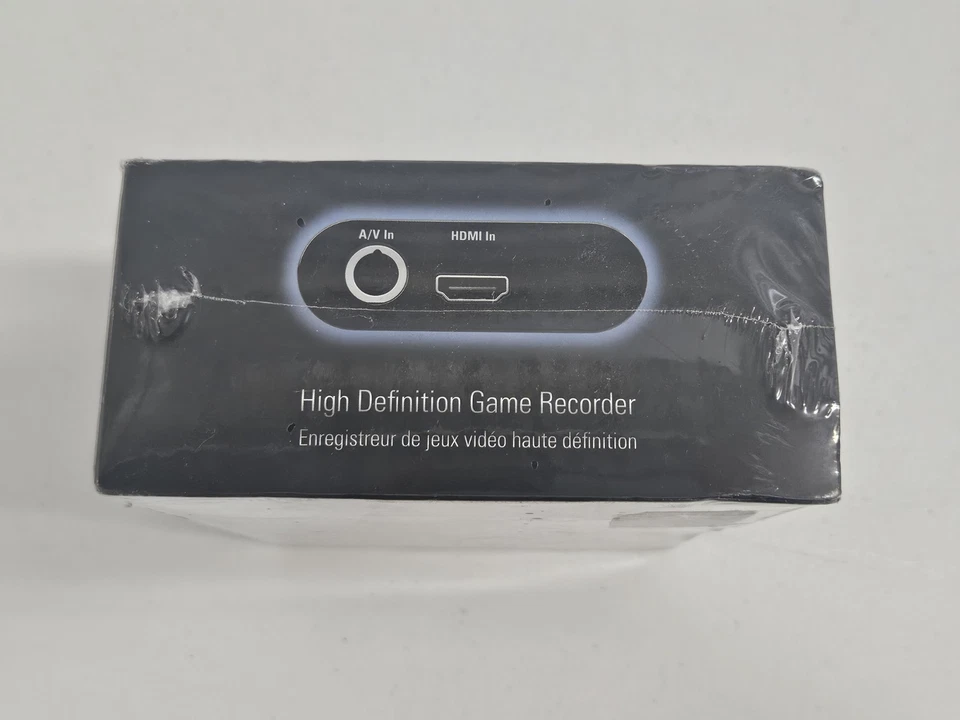 A/V In
HDMI In
High Definition Game Recorder
Enregistreur de jeux vidéo haute définition